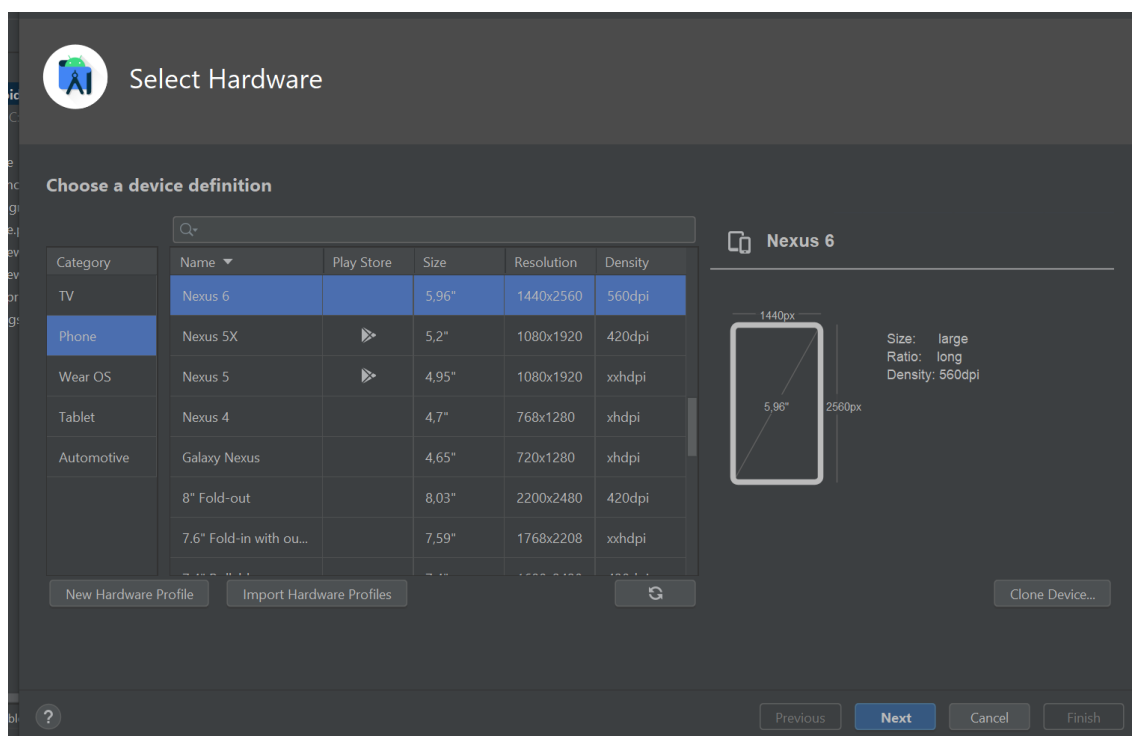 Select Hardware
Choose a device definition
Category
Name Play Store Size Resolution Density
TV
Phone
Wear OS
Tablet
Automotive
Nexus 6 5,96" 1440x2560 560dpi
Nexus 5X 5,2" 1080x1920 420dpi
Nexus 5 4,95" 1080x1920 xxhdpi
Nexus 4 4,7" 768x1280 xhdpi
Galaxy Nexus 4,65" 720x1280 xhdpi
8" Fold-out 8,03" 2200x2480 420dpi
7.6" Fold-in with ou... 7,59" 1768x2208 xxhdpi
Nexus 6
1440px
5,96"
2560px
Size: large
Ratio: long
Density: 560dpi
New Hardware Profile
Import Hardware Profiles
Clone Device...
?
Previous
Next
Cancel
Finish